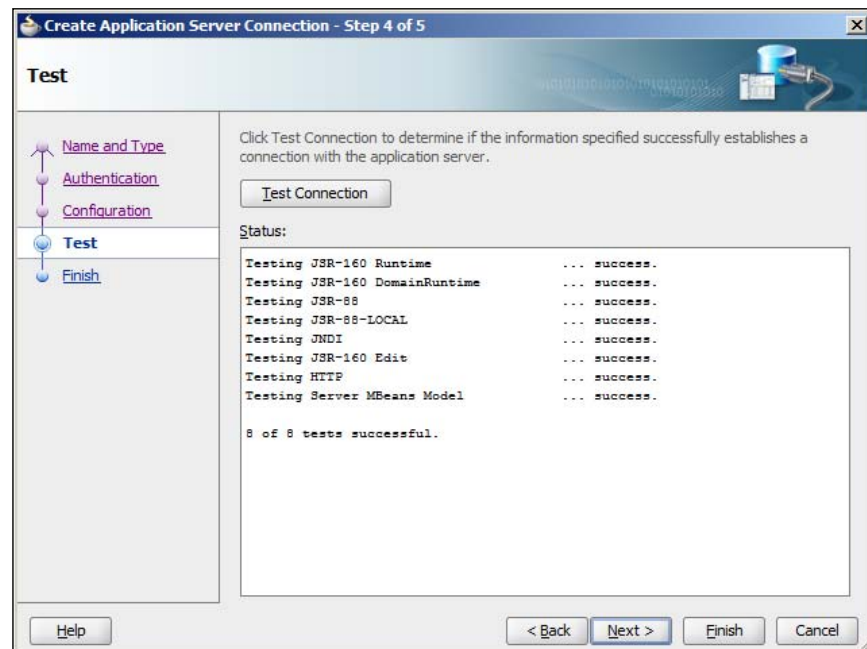 Create Application Server Connection - Step 4 of 5
Test
Name and Type
Authentication
Configuration
Test
Finish
Click Test Connection to determine if the information specified successfully establishes a
connection with the application server.
Test Connection
Status:
Testing JSR-160 Runtime ... success.
Testing JSR-160 DomainRuntime ... success.
Testing JSR-88 ... success.
Testing JSR-88-LOCAL ... success.
Testing JNDI ... success.
Testing JSR-160 Edit ... success.
Testing HTTP ... success.
Testing Server MBeans Model ... success.
8 of 8 tests successful.
Help
< Back
Next >
Finish
Cancel